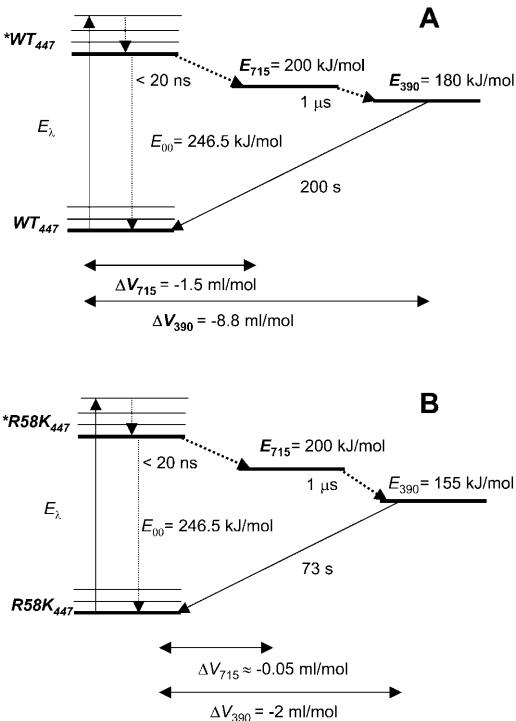 A
*WT447
E715 = 200 kJ/mol
E390 = 180 kJ/mol
< 20 ns
1 μs
Eλ
E00 = 246.5 kJ/mol
200 s
WT447
ΔV715 = -1.5 ml/mol
ΔV390 = -8.8 ml/mol
B
*R58K447
E715 = 200 kJ/mol
< 20 ns
1 μs
E390 = 155 kJ/mol
Eλ
E00 = 246.5 kJ/mol
73 s
R58K447
ΔV715 ≈ -0.05 ml/mol
ΔV390 = -2 ml/mol